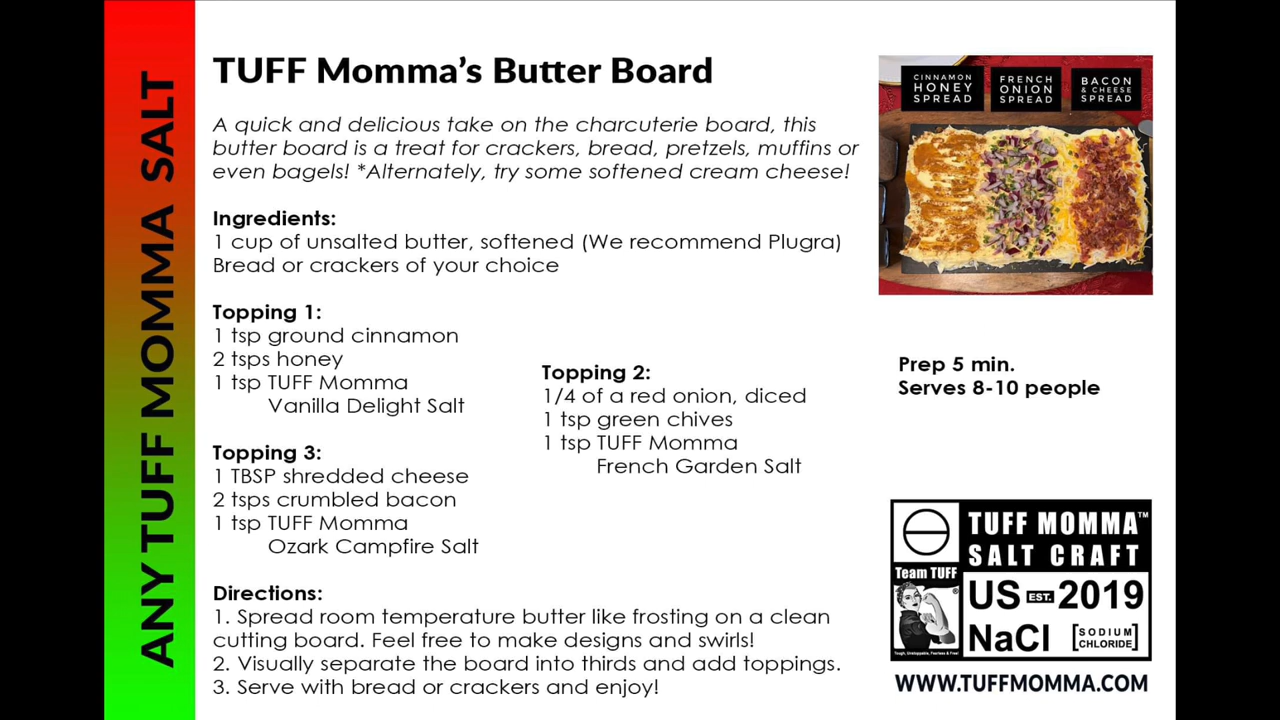 ANY TUFF MOMMA SALT
TUFF Momma's Butter Board
A quick and delicious take on the charcuterie board, this
butter board is a treat for crackers, bread, pretzels, muffins or
even bagels! *Alternately, try some softened cream cheese!
Ingredients:
1 cup of unsalted butter, softened (We recommend Plugra)
Bread or crackers of your choice
Topping 1:
1 tsp ground cinnamon
2 tsps honey
1 tsp TUFF Momma
Vanilla Delight Salt
Topping 2:
1/4 of a red onion, diced
1 tsp green chives
1 tsp TUFF Momma
French Garden Salt
Topping 3:
1 TBSP shredded cheese
2 tsps crumbled bacon
1 tsp TUFF Momma
Ozark Campfire Salt
Directions:
1. Spread room temperature butter like frosting on a clean
cutting board. Feel free to make designs and swirls!
2. Visually separate the board into thirds and add toppings.
3. Serve with bread or crackers and enjoy!
CINNAMON
HONEY
SPREAD
FRENCH
ONION
SPREAD
BACON
& CHEESE
SPREAD
Prep 5 min.
Serves 8-10 people
TUFF MOMMA™
SALT CRAFT
Team TUFF
®
Tough, Unstoppable, Fearless & Free!
US EST. 2019
NaCl [SODIUM
CHLORIDE]
WWW.TUFFMOMMA.COM